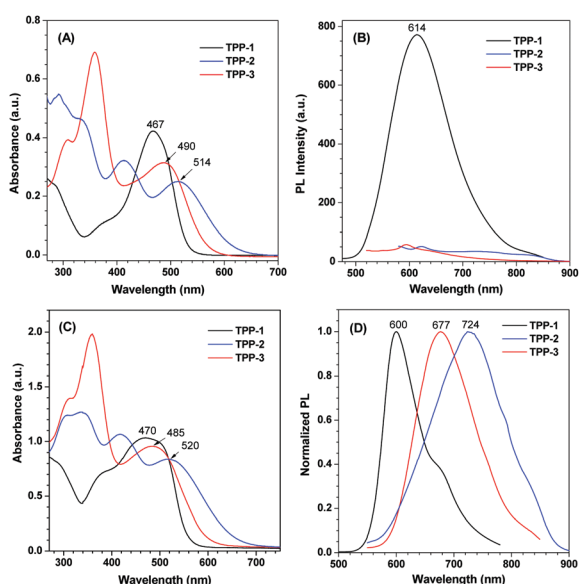 (A)
TPP-1
TPP-2
TPP-3
467
490
514
0.8
0.6
0.4
0.2
0.0
Absorbance (a.u.)
300 400 500 600 700
Wavelength (nm)
(B)
614
TPP-1
TPP-2
TPP-3
800
600
400
200
0
PL Intensity (a.u.)
500 600 700 800 900
Wavelength (nm)
(C)
TPP-1
TPP-2
TPP-3
470
485
520
2.0
1.5
1.0
0.5
0.0
Absorbance (a.u.)
300 400 500 600 700
Wavelength (nm)
(D)
600 677 724
TPP-1
TPP-2
TPP-3
1.0
0.8
0.6
0.4
0.2
0.0
Normalized PL
500 600 700 800 900
Wavelength (nm)